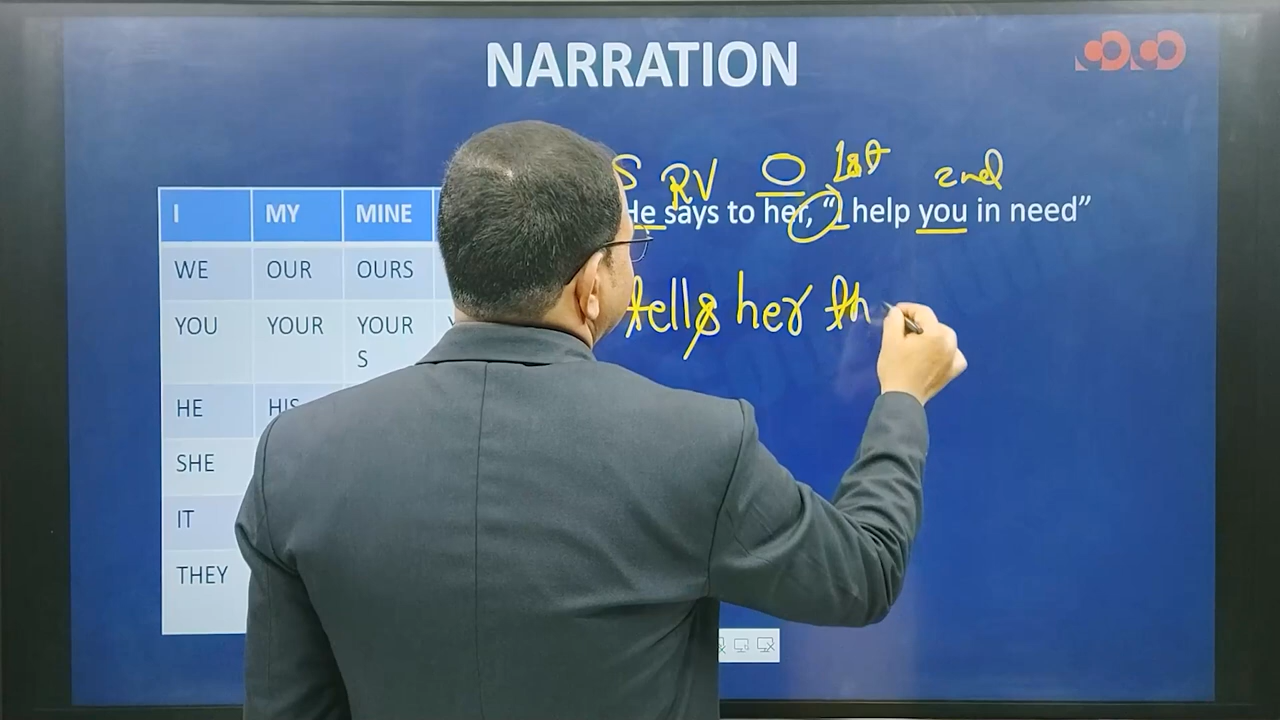 NARRATION
S RV O 1st 2nd
He says to her, "I help you in need"
tells her th
I MY MINE
WE OUR OURS
YOU YOUR YOUR
S
HE HIS
SHE
IT
THEY